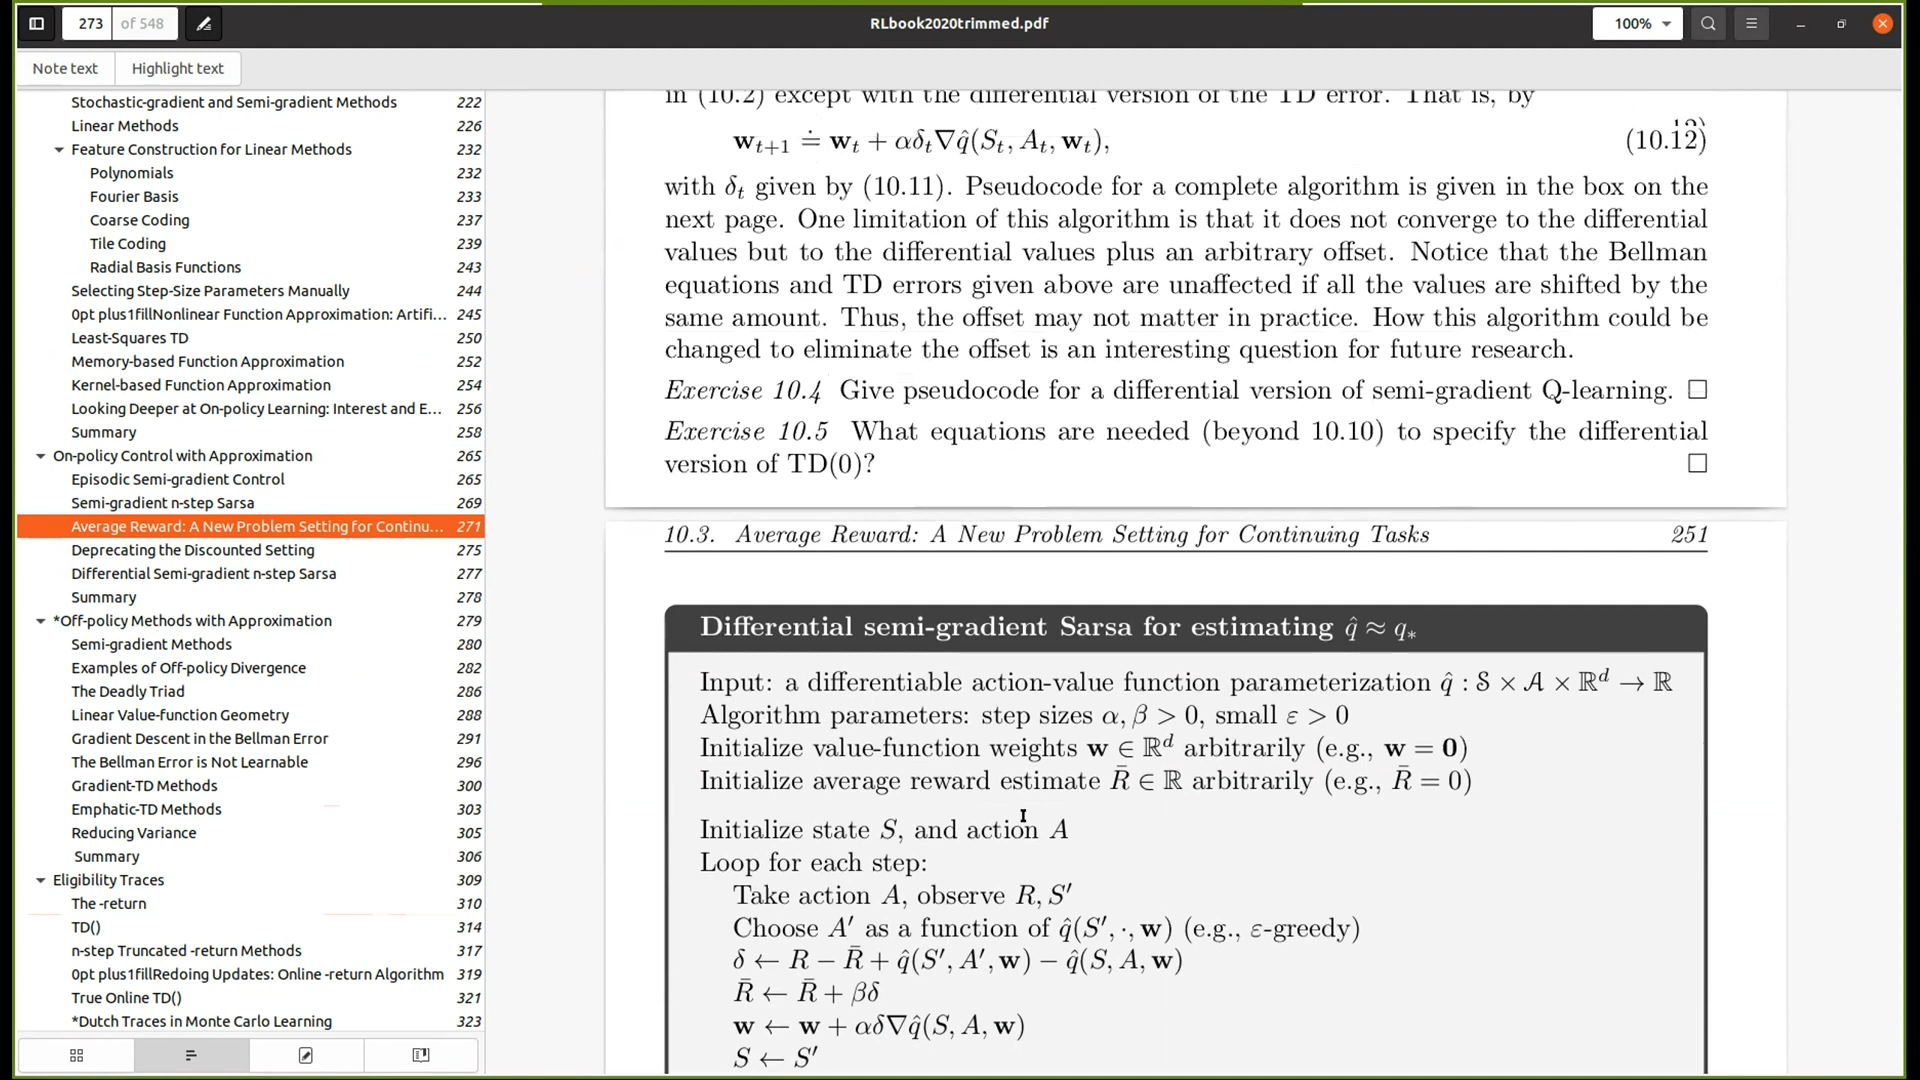 273 of 548
RLbook2020trimmed.pdf
100%
Note text
Highlight text
Stochastic-gradient and Semi-gradient Methods 222
Linear Methods 226
Feature Construction for Linear Methods 232
Polynomials 232
Fourier Basis 233
Coarse Coding 237
Tile Coding 239
Radial Basis Functions 243
Selecting Step-Size Parameters Manually 244
0pt plus1fillNonlinear Function Approximation: Artifi... 245
Least-Squares TD 250
Memory-based Function Approximation 252
Kernel-based Function Approximation 254
Looking Deeper at On-policy Learning: Interest and E... 256
Summary 258
On-policy Control with Approximation 265
Episodic Semi-gradient Control 265
Semi-gradient n-step Sarsa 269
Average Reward: A New Problem Setting for Continu... 271
Deprecating the Discounted Setting 275
Differential Semi-gradient n-step Sarsa 277
Summary 278
*Off-policy Methods with Approximation 279
Semi-gradient Methods 280
Examples of Off-policy Divergence 282
The Deadly Triad 286
Linear Value-function Geometry 288
Gradient Descent in the Bellman Error 291
The Bellman Error is Not Learnable 296
Gradient-TD Methods 300
Emphatic-TD Methods 303
Reducing Variance 305
Summary 306
Eligibility Traces 309
The -return 310
TD() 314
n-step Truncated -return Methods 317
0pt plus1fillRedoing Updates: Online -return Algorithm 319
True Online TD() 321
*Dutch Traces in Monte Carlo Learning 323
in (10.2) except with the differential version of the TD error. That is, by
w_{t+1} ≐ w_t + αδ_t∇q̂(S_t, A_t, w_t), (10.12)
with δ_t given by (10.11). Pseudocode for a complete algorithm is given in the box on the
next page. One limitation of this algorithm is that it does not converge to the differential
values but to the differential values plus an arbitrary offset. Notice that the Bellman
equations and TD errors given above are unaffected if all the values are shifted by the
same amount. Thus, the offset may not matter in practice. How this algorithm could be
changed to eliminate the offset is an interesting question for future research.
Exercise 10.4 Give pseudocode for a differential version of semi-gradient Q-learning. □
Exercise 10.5 What equations are needed (beyond 10.10) to specify the differential
version of TD(0)? □
10.3. Average Reward: A New Problem Setting for Continuing Tasks 251
Differential semi-gradient Sarsa for estimating q̂ ≈ q_*
Input: a differentiable action-value function parameterization q̂ : S × A × ℝ^d → ℝ
Algorithm parameters: step sizes α, β > 0, small ε > 0
Initialize value-function weights w ∈ ℝ^d arbitrarily (e.g., w = 0)
Initialize average reward estimate R̄ ∈ ℝ arbitrarily (e.g., R̄ = 0)
Initialize state S, and action A
Loop for each step:
Take action A, observe R, S′
Choose A′ as a function of q̂(S′, ·, w) (e.g., ε-greedy)
δ ← R − R̄ + q̂(S′, A′, w) − q̂(S, A, w)
R̄ ← R̄ + βδ
w ← w + αδ∇q̂(S, A, w)
S ← S′